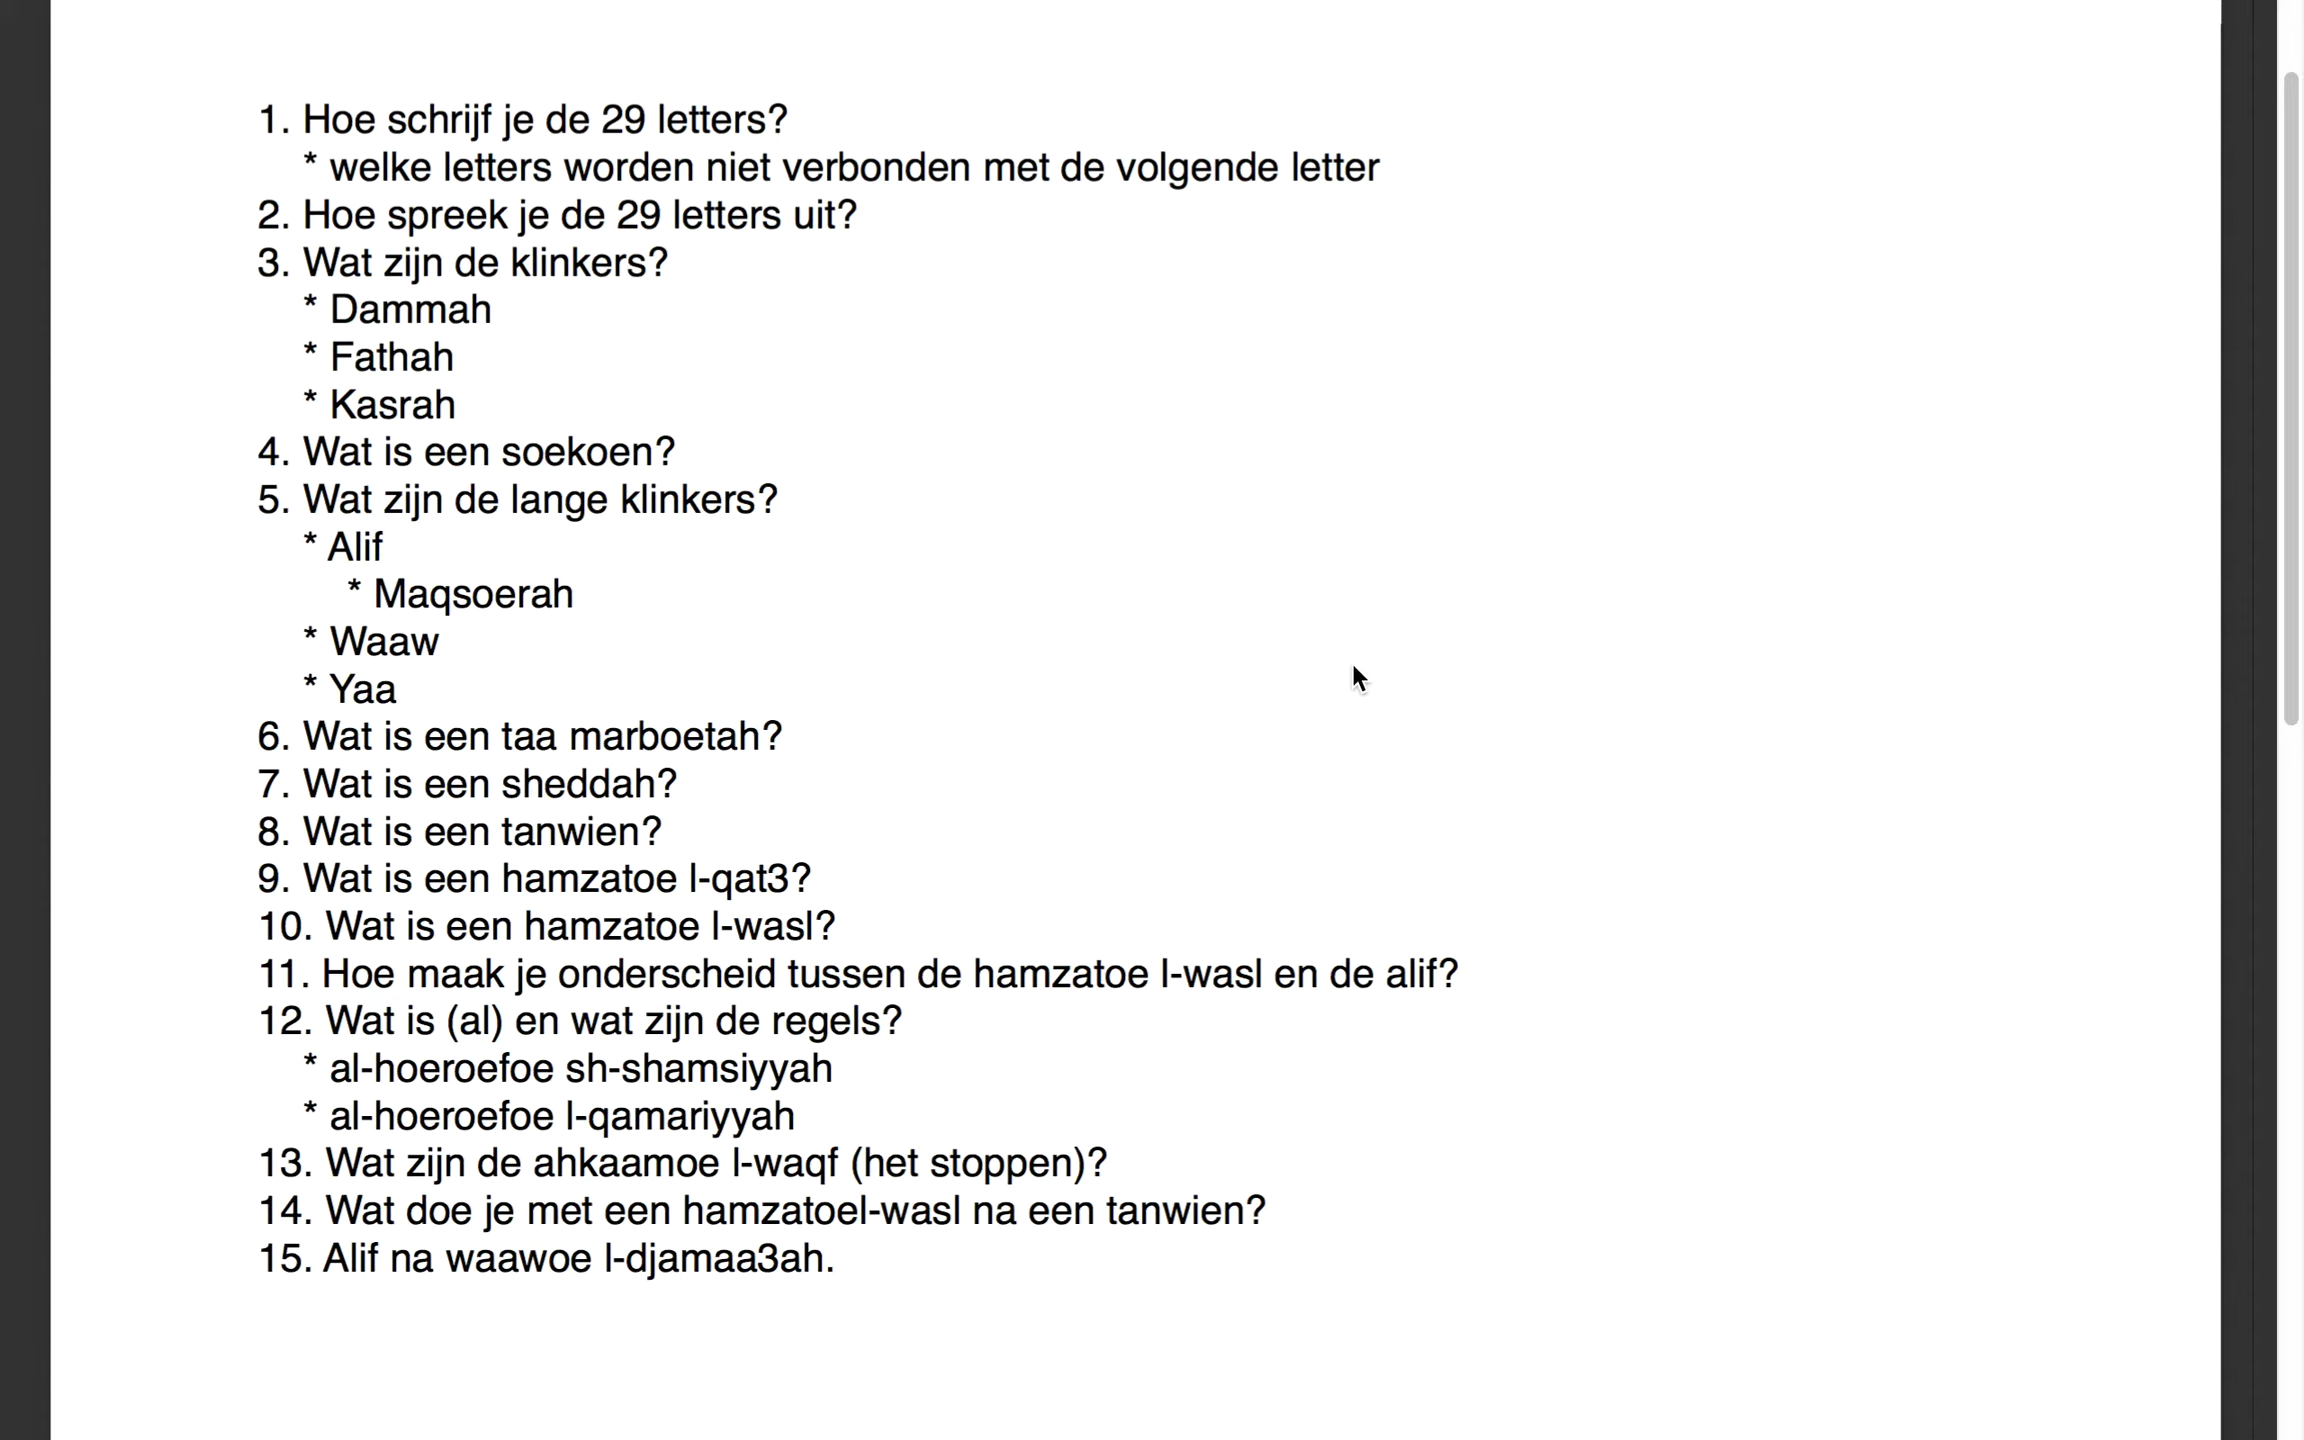 1. Hoe schrijf je de 29 letters?
* welke letters worden niet verbonden met de volgende letter
2. Hoe spreek je de 29 letters uit?
3. Wat zijn de klinkers?
* Dammah
* Fathah
* Kasrah
4. Wat is een soekoen?
5. Wat zijn de lange klinkers?
* Alif
* Maqsoerah
* Waaw
* Yaa
6. Wat is een taa marboetah?
7. Wat is een sheddah?
8. Wat is een tanwien?
9. Wat is een hamzatoe l-qat3?
10. Wat is een hamzatoe l-wasl?
11. Hoe maak je onderscheid tussen de hamzatoe l-wasl en de alif?
12. Wat is (al) en wat zijn de regels?
* al-hoeroefoe sh-shamsiyyah
* al-hoeroefoe l-qamariyyah
13. Wat zijn de ahkaamoe l-waqf (het stoppen)?
14. Wat doe je met een hamzatoel-wasl na een tanwien?
15. Alif na waawoe l-djamaa3ah.